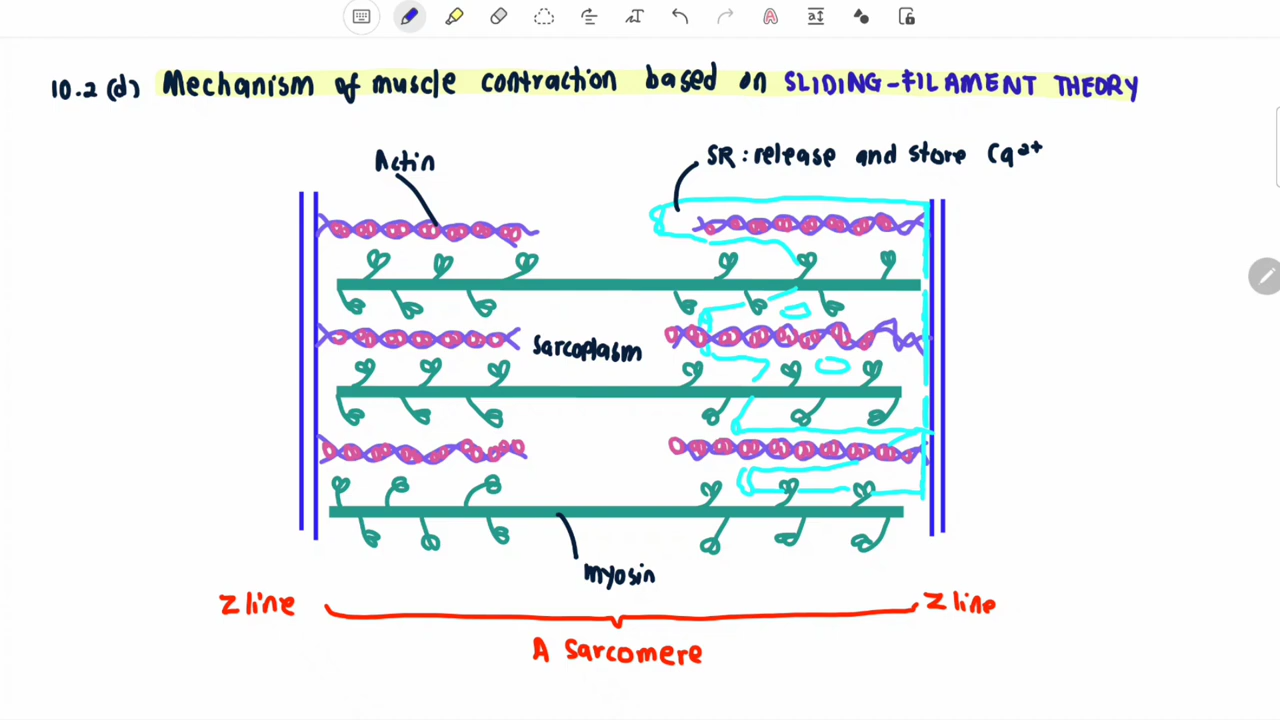 10.2 (d) Mechanism of muscle contraction based on SLIDING-FILAMENT THEORY
Actin
SR: release and store Ca²⁺
sarcoplasm
myosin
Z line
Z line
A sarcomere